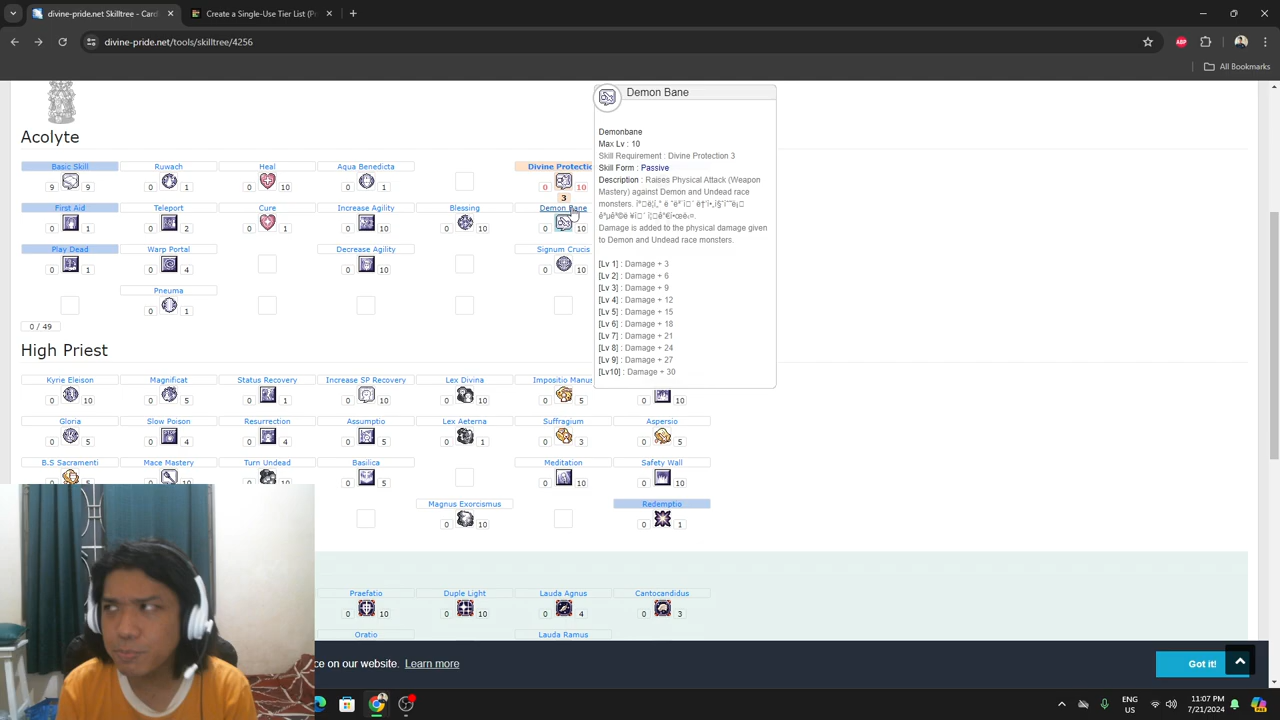 divine-pride.net - Skilltree - Card
Create a Single-Use Tier List (P
divine-pride.net/tools/skilltree/4256
All Bookmarks
Acolyte
Demon Bane
Demonbane
Max Lv : 10
Skill Requirement : Divine Protection 3
Skill Form : Passive
Description : Raises Physical Attack (Weapon
Mastery) against Demon and Undead race
monsters.
Damage is added to the physical damage given
to Demon and Undead race monsters.
[Lv 1] : Damage + 3
[Lv 2] : Damage + 6
[Lv 3] : Damage + 9
[Lv 4] : Damage + 12
[Lv 5] : Damage + 15
[Lv 6] : Damage + 18
[Lv 7] : Damage + 21
[Lv 8] : Damage + 24
[Lv 9] : Damage + 27
[Lv10] : Damage + 30
Basic Skill Ruwach Heal Aqua Benedicta Divine Protectic
9 9 0 1 0 10 0 1 0 10
3
First Aid Teleport Cure Increase Agility Blessing Demon Bane
0 1 0 2 0 1 0 10 0 10 0 10
Play Dead Warp Portal Decrease Agility Signum Crucis
0 1 0 4 0 10 0 10
Pneuma
0 1
0 / 49
High Priest
Kyrie Eleison Magnificat Status Recovery Increase SP Recovery Lex Divina Impositio Manus
0 10 0 5 0 1 0 10 0 10 0 5 0 10
Gloria Slow Poison Resurrection Assumptio Lex Aeterna Suffragium Aspersio
0 5 0 4 0 4 0 5 0 1 0 3 0 5
B.S Sacramenti Mace Mastery Turn Undead Basilica Meditation Safety Wall
0 5 0 10 0 10 0 5 0 10 0 10
Magnus Exorcismus Redemptio
0 10 0 1
Praefatio Duple Light Lauda Agnus Cantocandidus
0 10 0 10 0 4 0 3
Oratio Lauda Ramus
ce on our website. Learn more Got it!
ENG
US
11:07 PM
7/21/2024